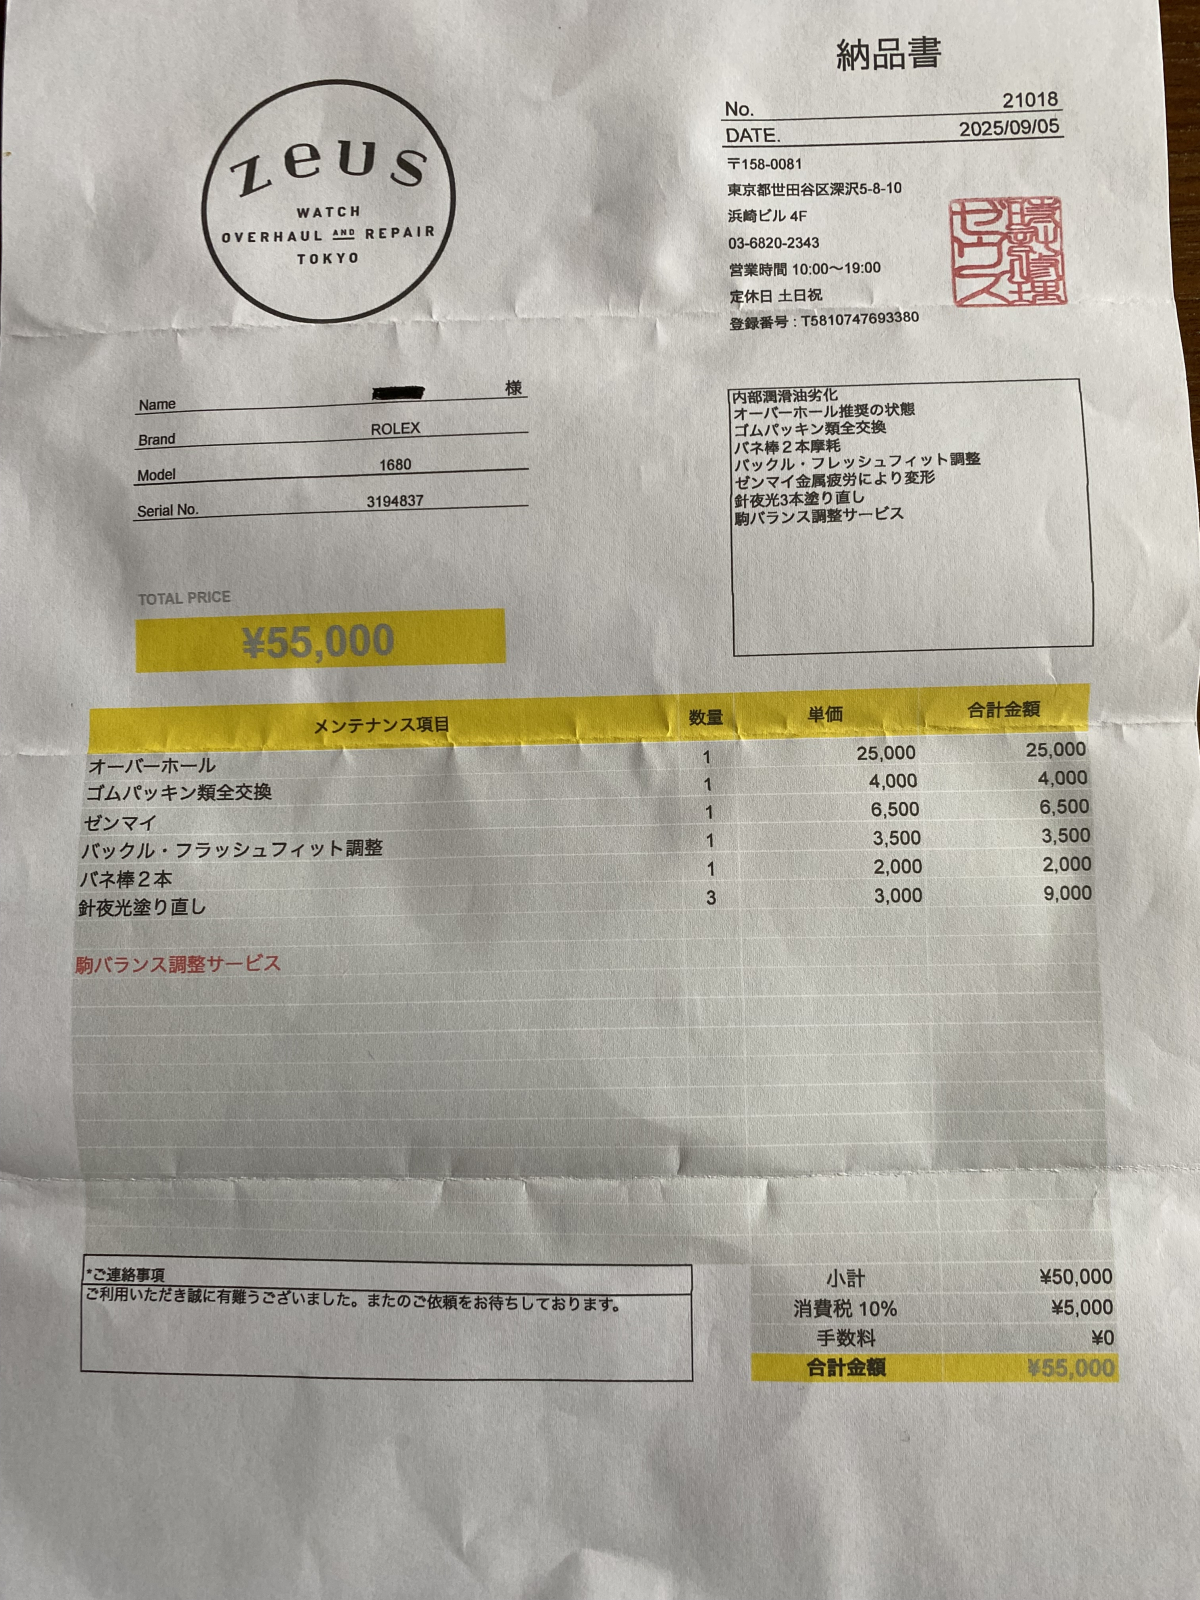 納品書
zeus
WATCH
OVERHAUL AND REPAIR
TOKYO
No. 21018
DATE. 2025/09/05
〒158-0081
東京都世田谷区深沢5-8-10
浜崎ビル 4F
03-6820-2343
営業時間 10:00〜19:00
定休日 土日祝
登録番号 : T5810747693380
時計修理
ゼウス
Name 様
Brand ROLEX
Model 1680
Serial No. 3194837
内部潤滑油劣化
オーバーホール推奨の状態
ゴムパッキン類全交換
バネ棒２本摩耗
バックル・フレッシュフィット調整
ゼンマイ金属疲労により変形
針夜光3本塗り直し
駒バランス調整サービス
TOTAL PRICE
¥55,000
メンテナンス項目 数量 単価 合計金額
オーバーホール 1 25,000 25,000
ゴムパッキン類全交換 1 4,000 4,000
ゼンマイ 1 6,500 6,500
バックル・フラッシュフィット調整 1 3,500 3,500
バネ棒２本 1 2,000 2,000
針夜光塗り直し 3 3,000 9,000
駒バランス調整サービス
*ご連絡事項
ご利用いただき誠に有難うございました。またのご依頼をお待ちしております。
小計 ¥50,000
消費税 10% ¥5,000
手数料 ¥0
合計金額 ¥55,000